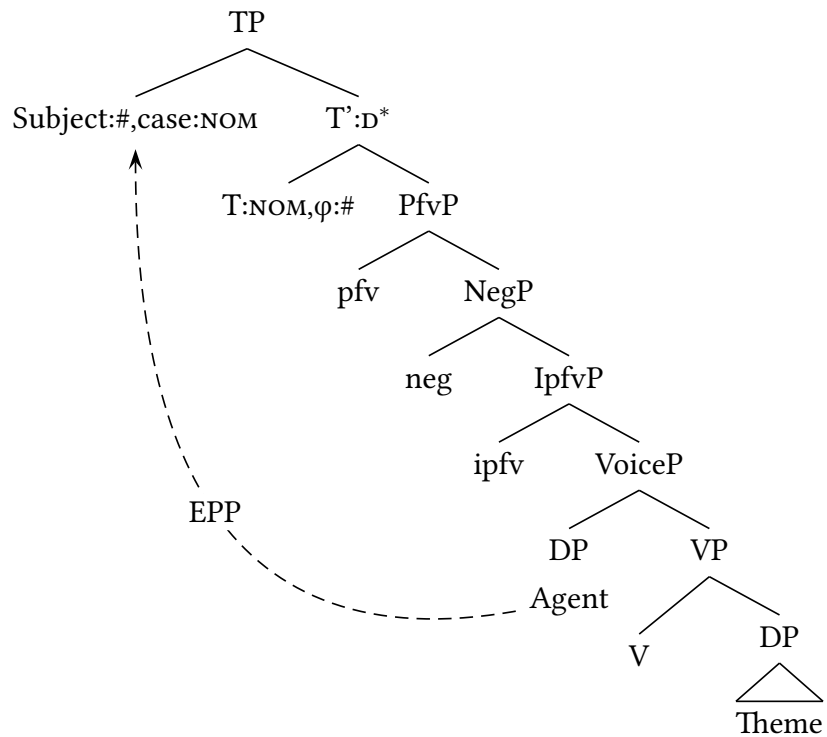 TP
Subject:#,case:NOM T’:D*
T:NOM,φ:# PfvP
pfv NegP
neg IpfvP
ipfv VoiceP
EPP
DP VP
Agent
V DP
Theme